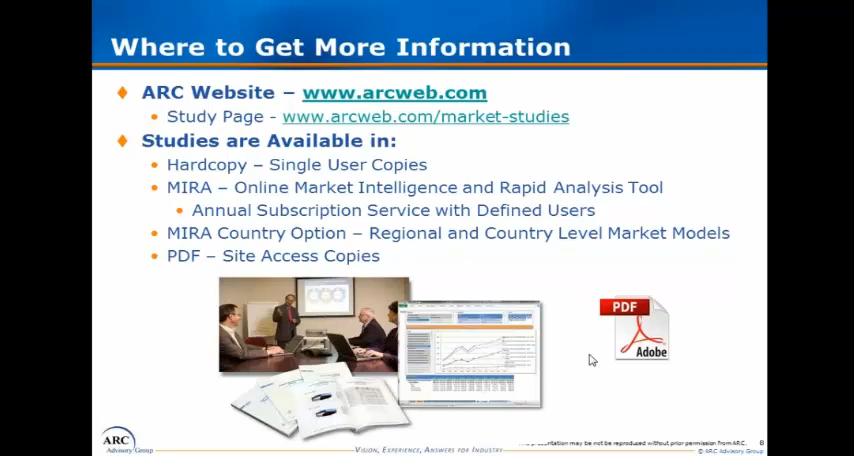 Where to Get More Information
♦ ARC Website – www.arcweb.com
• Study Page - www.arcweb.com/market-studies
♦ Studies are Available in:
• Hardcopy – Single User Copies
• MIRA – Online Market Intelligence and Rapid Analysis Tool
• Annual Subscription Service with Defined Users
• MIRA Country Option – Regional and Country Level Market Models
• PDF – Site Access Copies
PDF
Adobe
ARC
Advisory Group
VISION, EXPERIENCE, ANSWERS FOR INDUSTRY
presentation may be not be reproduced without prior permission from ARC.
8
© ARC Advisory Group